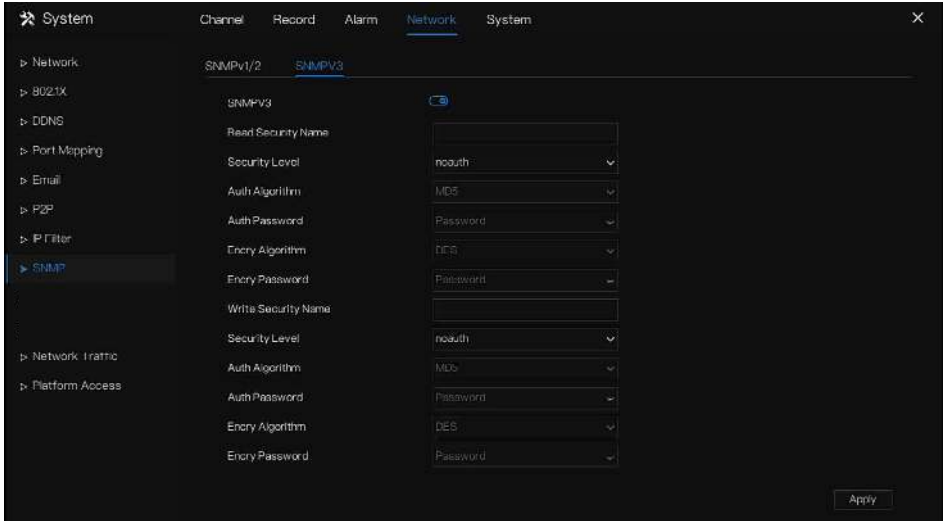 System
Channel Record Alarm Network System
Network
802.1X
DDNS
Port Mapping
Email
P2P
IP Filter
SNMP
Network Traffic
Platform Access
SNMPv1/2 SNMPV3
SNMPV3
Read Security Name
Security Level noauth
Auth Algorithm MD5
Auth Password Password
Encry Algorithm DES
Encry Password Password
Write Security Name
Security Level noauth
Auth Algorithm MD5
Auth Password Password
Encry Algorithm DES
Encry Password Password
Apply